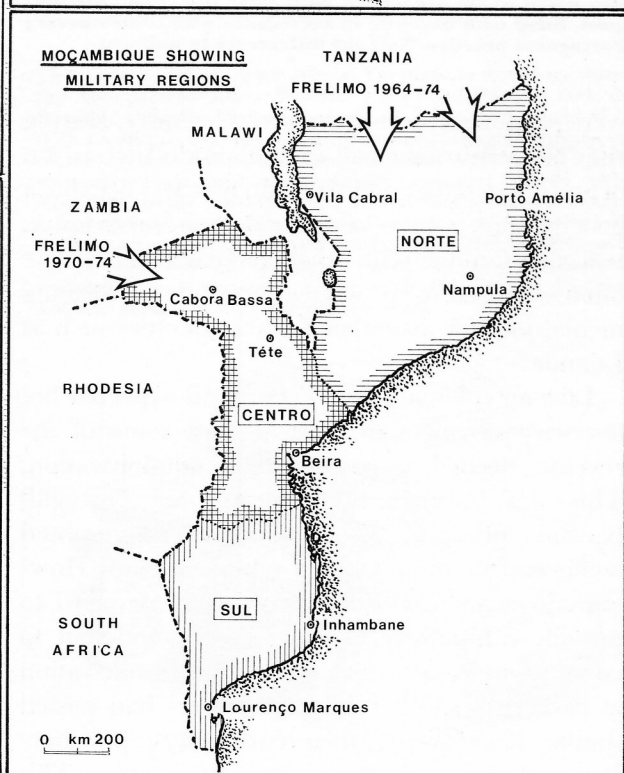 MOÇAMBIQUE SHOWING
MILITARY REGIONS
TANZANIA
FRELIMO 1964–74
MALAWI
Vila Cabral
Porto Amélia
ZAMBIA
NORTE
FRELIMO
1970–74
Nampula
Cabora Bassa
Téte
RHODESIA
CENTRO
Beira
SUL
SOUTH
AFRICA
Inhambane
Lourenço Marques
0 km 200